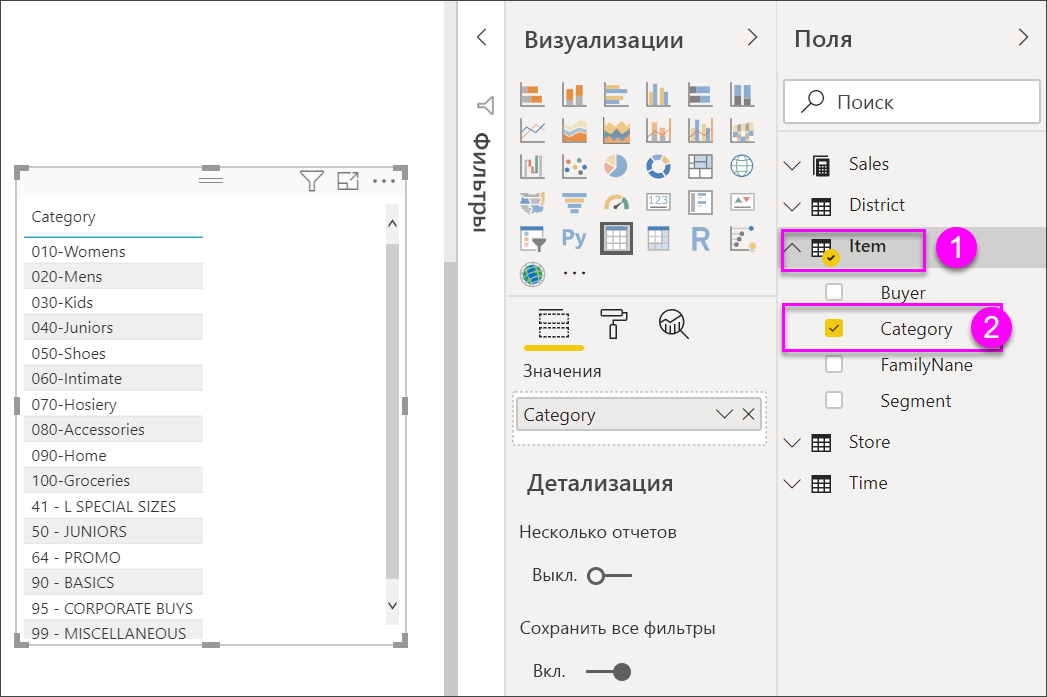 Category
010-Womens
020-Mens
030-Kids
040-Juniors
050-Shoes
060-Intimate
070-Hosiery
080-Accessories
090-Home
100-Groceries
41 - L SPECIAL SIZES
50 - JUNIORS
64 - PROMO
90 - BASICS
95 - CORPORATE BUYS
99 - MISCELLANEOUS
Фильтры
Визуализации
123
Py
R
Значения
Category
Детализация
Несколько отчетов
Выкл.
Сохранить все фильтры
Вкл.
Поля
Поиск
Sales
District
Item
1
Buyer
Category
2
FamilyNane
Segment
Store
Time